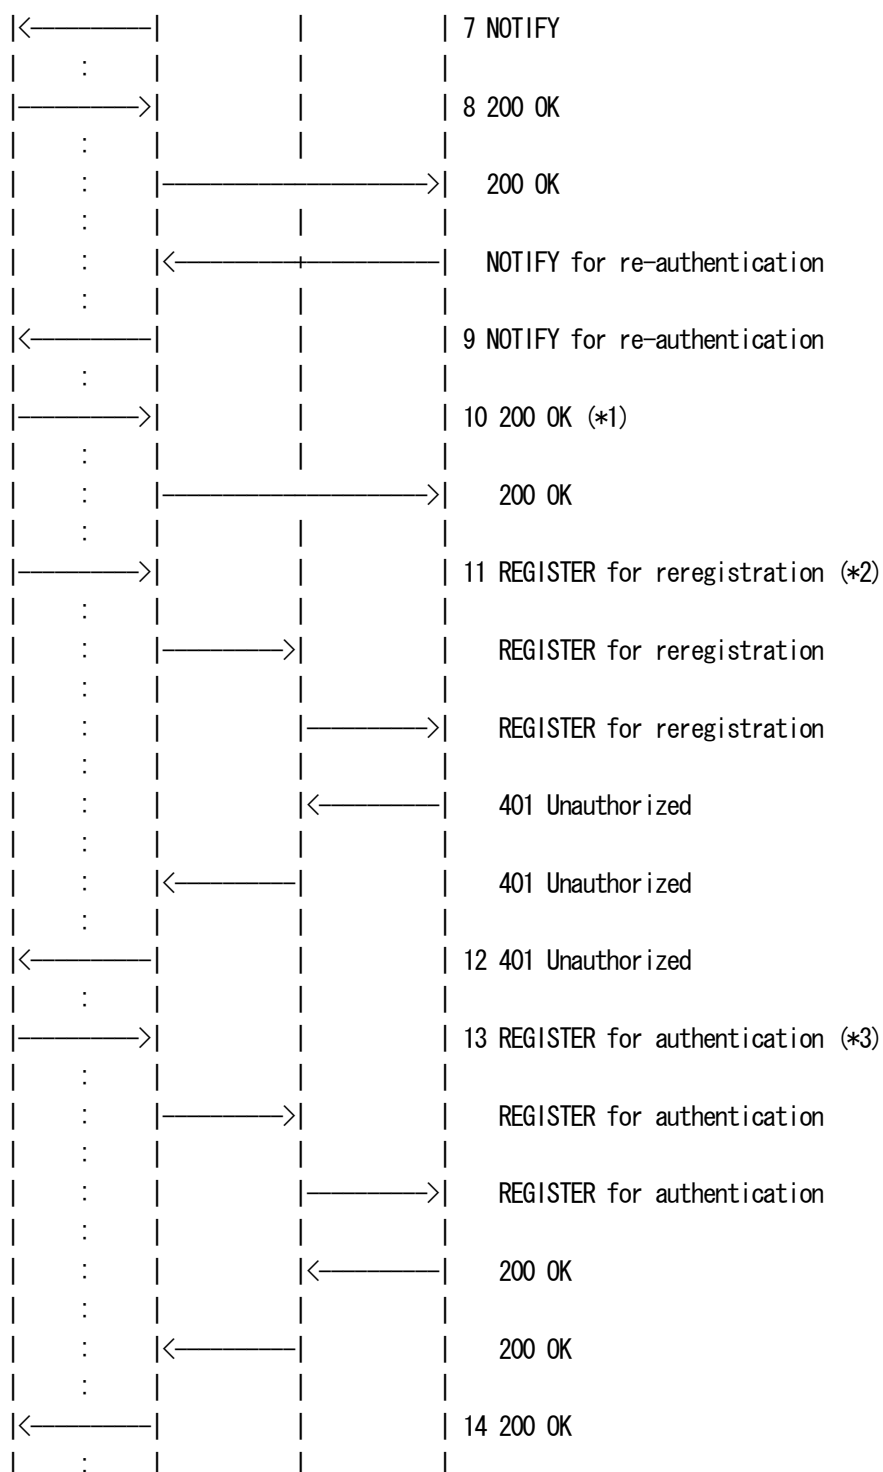 |<---------| | | 7 NOTIFY
| : | | |
|--------->| | | 8 200 OK
| : | | |
| : |------------------->| 200 OK
| : | | |
| : |<---------+----------| NOTIFY for re-authentication
| : | | |
|<---------| | | 9 NOTIFY for re-authentication
| : | | |
|--------->| | | 10 200 OK (*1)
| : | | |
| : |------------------->| 200 OK
| : | | |
|--------->| | | 11 REGISTER for reregistration (*2)
| : | | |
| : |--------->| | REGISTER for reregistration
| : | | |
| : | |--------->| REGISTER for reregistration
| : | | |
| : | |<---------| 401 Unauthorized
| : | | |
| : |<---------| | 401 Unauthorized
| : | | |
|<---------| | | 12 401 Unauthorized
| : | | |
|--------->| | | 13 REGISTER for authentication (*3)
| : | | |
| : |--------->| | REGISTER for authentication
| : | | |
| : | |--------->| REGISTER for authentication
| : | | |
| : | |<---------| 200 OK
| : | | |
| : |<---------| | 200 OK
| : | | |
|<---------| | | 14 200 OK
| : | | |